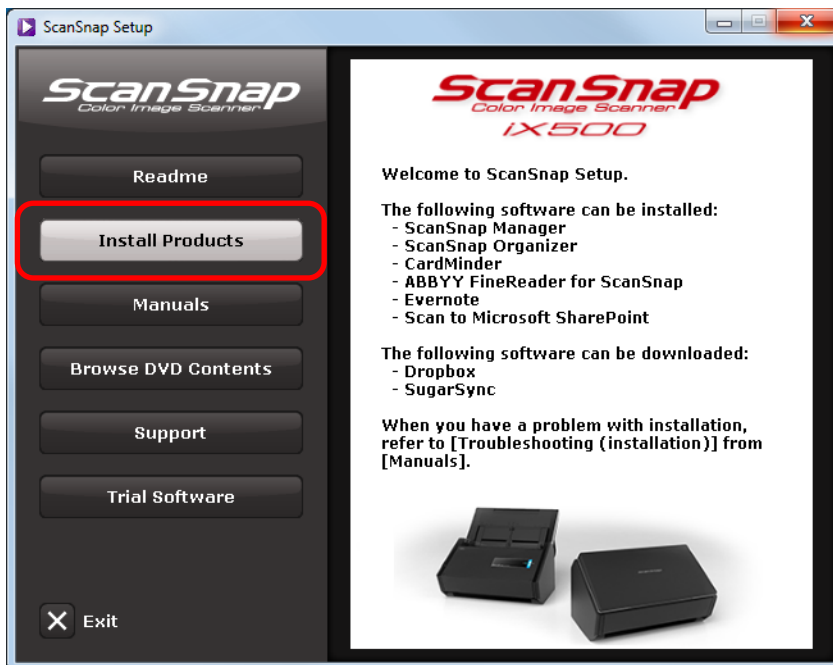 ScanSnap Setup
ScanSnap
Color Image Scanner
Readme
Install Products
Manuals
Browse DVD Contents
Support
Trial Software
Exit
ScanSnap
Color Image Scanner
iX500
Welcome to ScanSnap Setup.
The following software can be installed:
- ScanSnap Manager
- ScanSnap Organizer
- CardMinder
- ABBYY FineReader for ScanSnap
- Evernote
- Scan to Microsoft SharePoint
The following software can be downloaded:
- Dropbox
- SugarSync
When you have a problem with installation,
refer to [Troubleshooting (installation)] from
[Manuals].